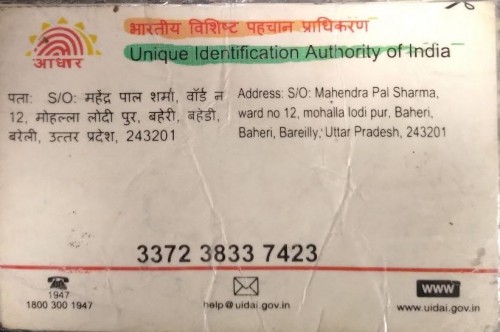 भारतीय विशिष्ट पहचान प्राधिकरण
Unique Identification Authority of India
आधार
पता: S/O: महेंद्र पाल शर्मा, वॉर्ड न
12, मोहल्ला लोदी पुर, बहेरी, बहेडी,
बरेली, उत्तर प्रदेश, 243201
Address: S/O: Mahendra Pal Sharma,
ward no 12, mohalla lodi pur, Baheri,
Baheri, Bareilly, Uttar Pradesh, 243201
3372 3833 7423
1947
1800 300 1947
help@uidai.gov.in
www
www.uidai.gov.in